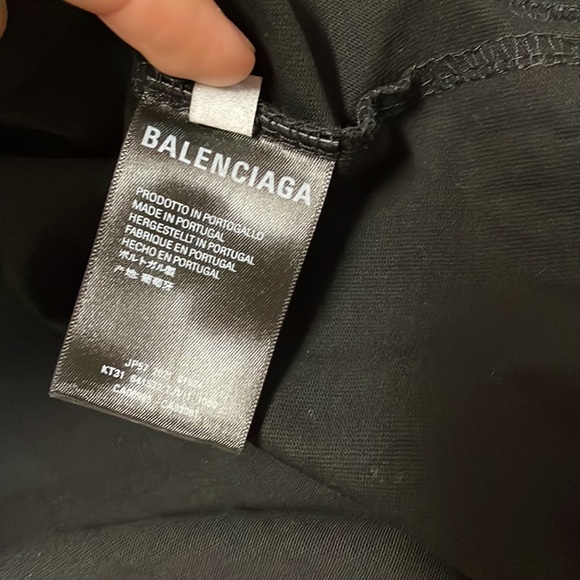 BALENCIAGA
PRODOTTO IN PORTOGALLO
MADE IN PORTUGAL
HERGESTELLT IN PORTUGAL
FABRIQUE EN PORTUGAL
HECHO EN PORTUGAL
ポルトガル製
产地: 葡萄牙
KT31